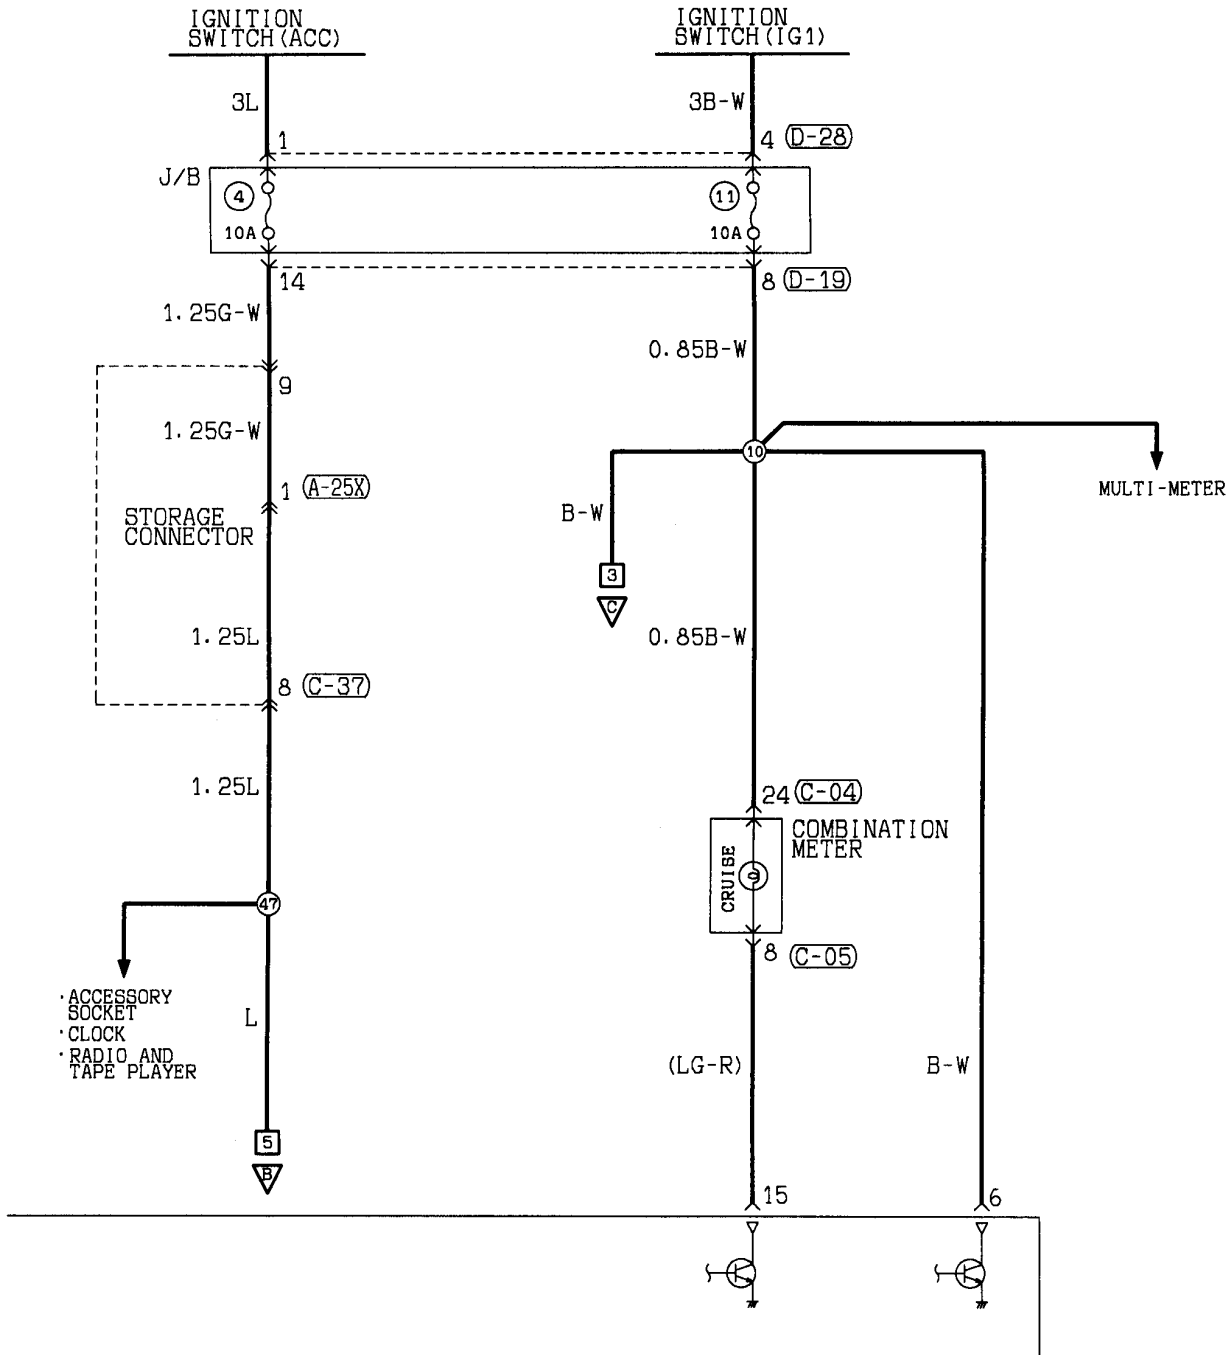 IGNITION
SWITCH(ACC)
IGNITION
SWITCH(IG1)
3L
3B-W
1
4 (D-28)
J/B
4
11
10A
10A
14
8 (D-19)
1.25G-W
0.85B-W
9
1.25G-W
10
MULTI-METER
1 (A-25X)
B-W
STORAGE
CONNECTOR
3
C
1.25L
0.85B-W
8 (C-37)
1.25L
24 (C-04)
COMBINATION
METER
CRUISE
47
8 (C-05)
·ACCESSORY
SOCKET
·CLOCK
·RADIO AND
TAPE PLAYER
L
(LG-R)
B-W
5
B
15
6